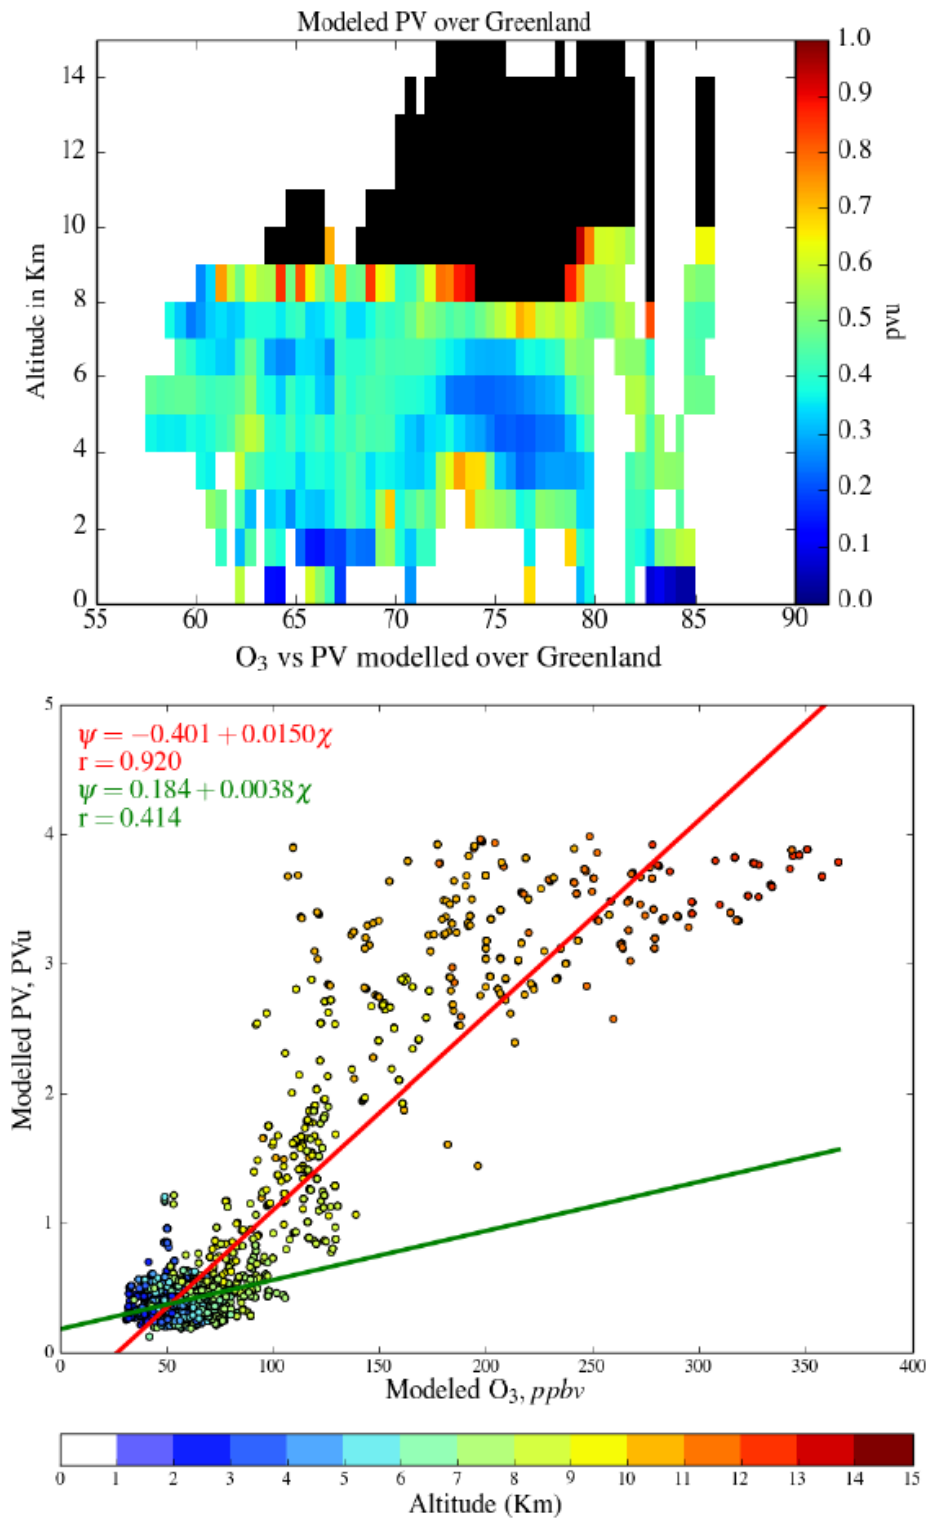 Modeled PV over Greenland
Altitude in Km
14
12
10
8
6
4
2
0
55 60 65 70 75 80 85 90
1.0
0.9
0.8
0.7
0.6
0.5
0.4
0.3
0.2
0.1
0.0
pvu
O₃ vs PV modelled over Greenland
ψ = −0.401 + 0.0150χ
r = 0.920
ψ = 0.184 + 0.0038χ
r = 0.414
Modelled PV, PVu
5
4
3
2
1
0
0 50 100 150 200 250 300 350 400
Modeled O₃, ppbv
0 1 2 3 4 5 6 7 8 9 10 11 12 13 14 15
Altitude (Km)